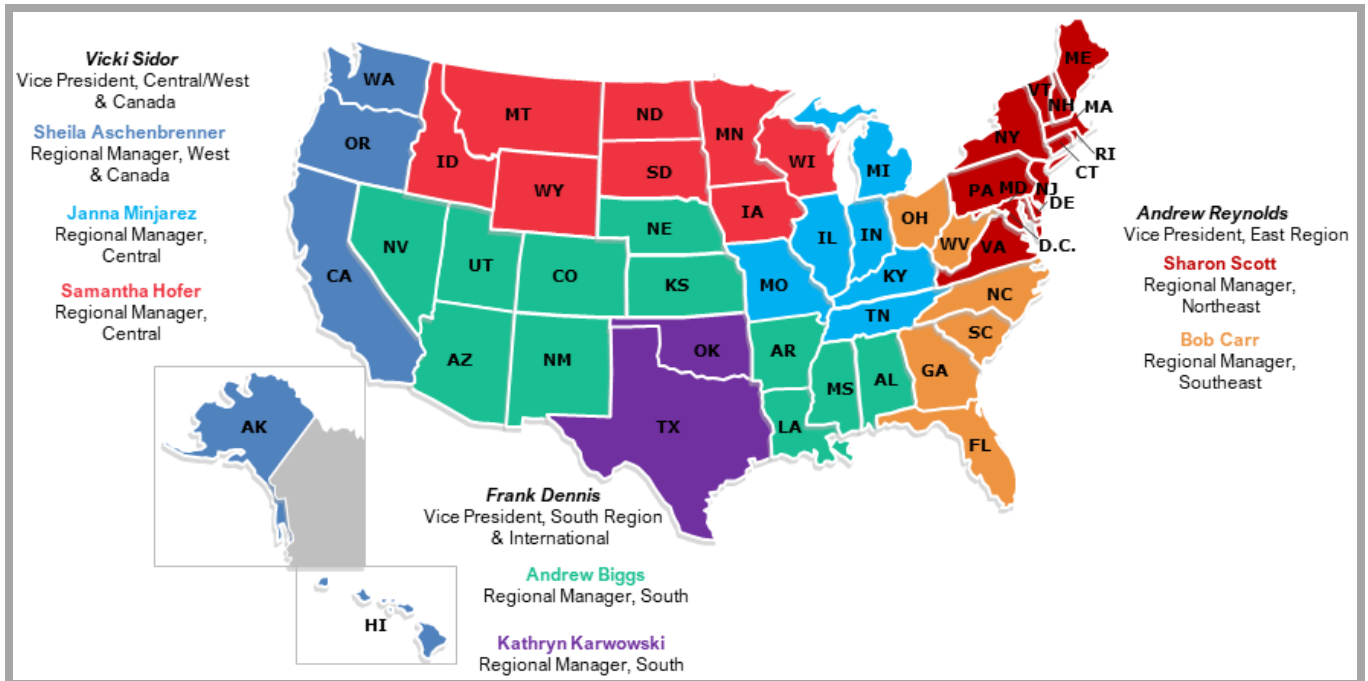 Vicki Sidor
Vice President, Central/West
& Canada
Sheila Aschenbrenner
Regional Manager, West
& Canada
Janna Minjarez
Regional Manager,
Central
Samantha Hofer
Regional Manager,
Central
WA
OR
CA
NV
ID
MT
WY
UT
AZ
CO
NM
ND
SD
NE
KS
OK
TX
MN
IA
MO
AR
LA
WI
IL
MS
MI
IN
KY
TN
AL
OH
WV
GA
FL
SC
NC
VA
PA
MD
NJ
DE
D.C.
NY
VT
NH
ME
MA
RI
CT
AK
HI
Frank Dennis
Vice President, South Region
& International
Andrew Biggs
Regional Manager, South
Kathryn Karwowski
Regional Manager, South
Andrew Reynolds
Vice President, East Region
Sharon Scott
Regional Manager,
Northeast
Bob Carr
Regional Manager,
Southeast